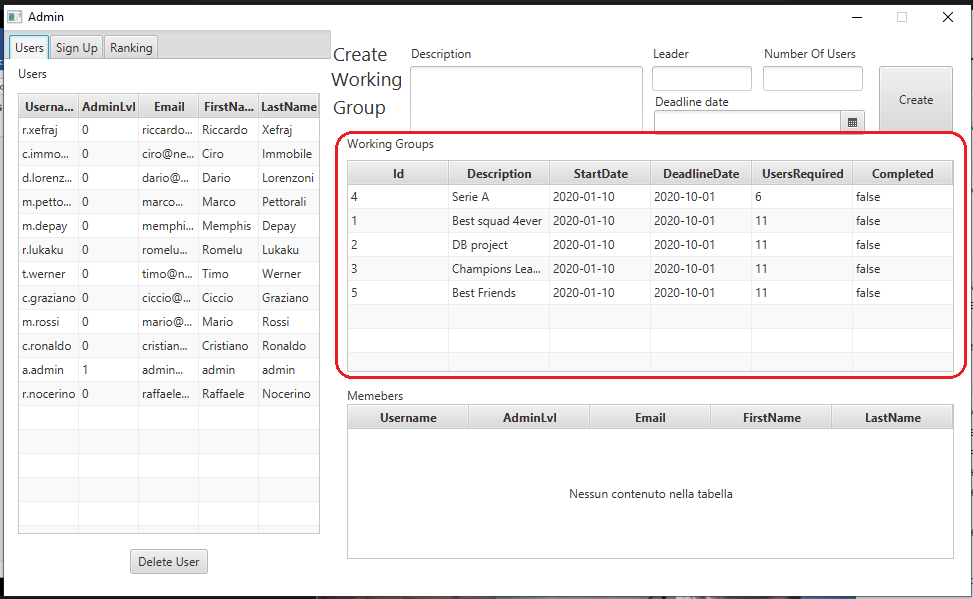 Admin
Users Sign Up Ranking
Users
Userna... AdminLvl Email FirstNa... LastName
r.xefraj 0 riccardo... Riccardo Xefraj
c.immo... 0 ciro@ne... Ciro Immobile
d.lorenz... 0 dario@... Dario Lorenzoni
m.petto... 0 marco... Marco Pettorali
m.depay 0 memphi... Memphis Depay
r.lukaku 0 romelu... Romelu Lukaku
t.werner 0 timo@n... Timo Werner
c.graziano 0 ciccio@... Ciccio Graziano
m.rossi 0 mario@... Mario Rossi
c.ronaldo 0 cristian... Cristiano Ronaldo
a.admin 1 admin... admin admin
r.nocerino 0 raffaele... Raffaele Nocerino
Delete User
Create
Working
Group
Description
Leader
Number Of Users
Deadline date
Create
Working Groups
Id Description StartDate DeadlineDate UsersRequired Completed
4 Serie A 2020-01-10 2020-10-01 6 false
1 Best squad 4ever 2020-01-10 2020-10-01 11 false
2 DB project 2020-01-10 2020-10-01 11 false
3 Champions Lea... 2020-01-10 2020-10-01 11 false
5 Best Friends 2020-01-10 2020-10-01 11 false
Memebers
Username AdminLvl Email FirstName LastName
Nessun contenuto nella tabella